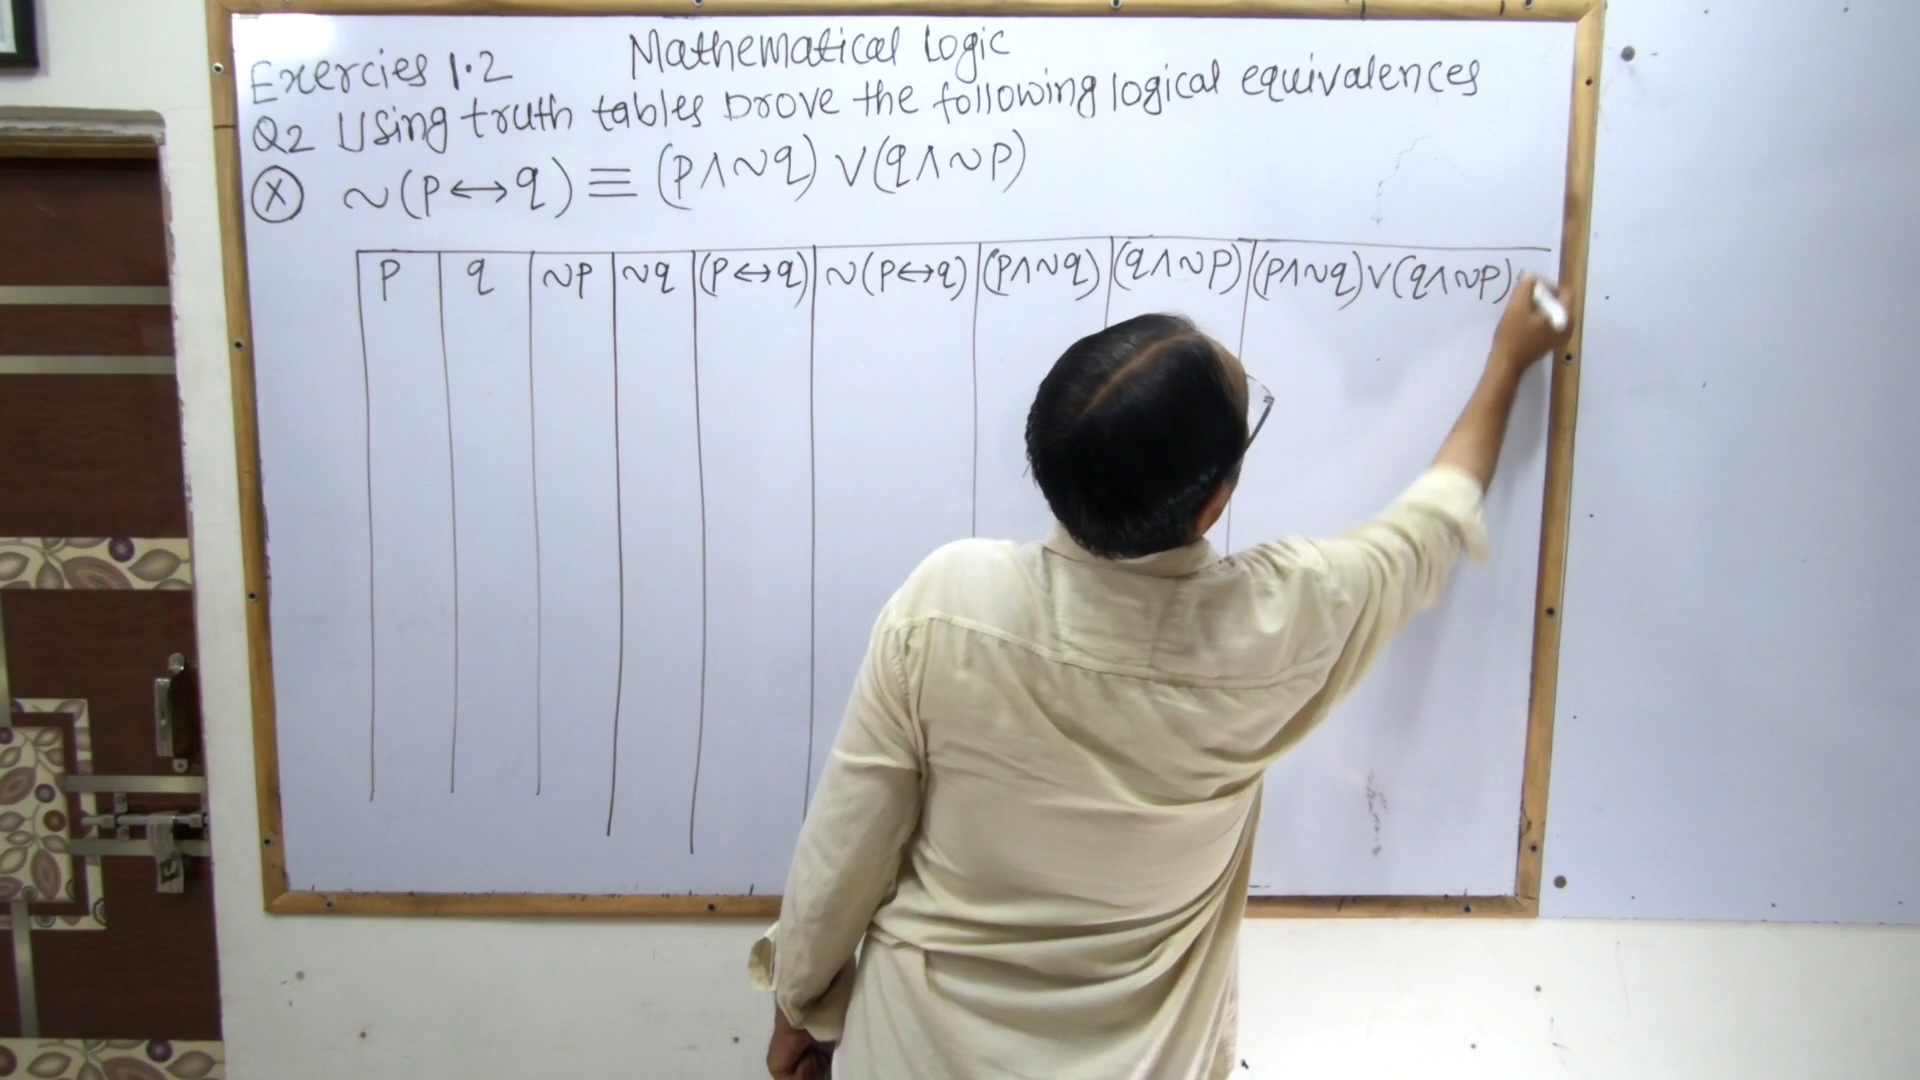 Mathematical Logic
Exercies 1.2
Q2 Using truth tables prove the following logical equivalences
(X) ~(p↔q) ≡ (p∧~q)∨(q∧~p)
p q ~p ~q (p↔q) ~(p↔q) (p∧~q) (q∧~p) (p∧~q)∨(q∧~p)